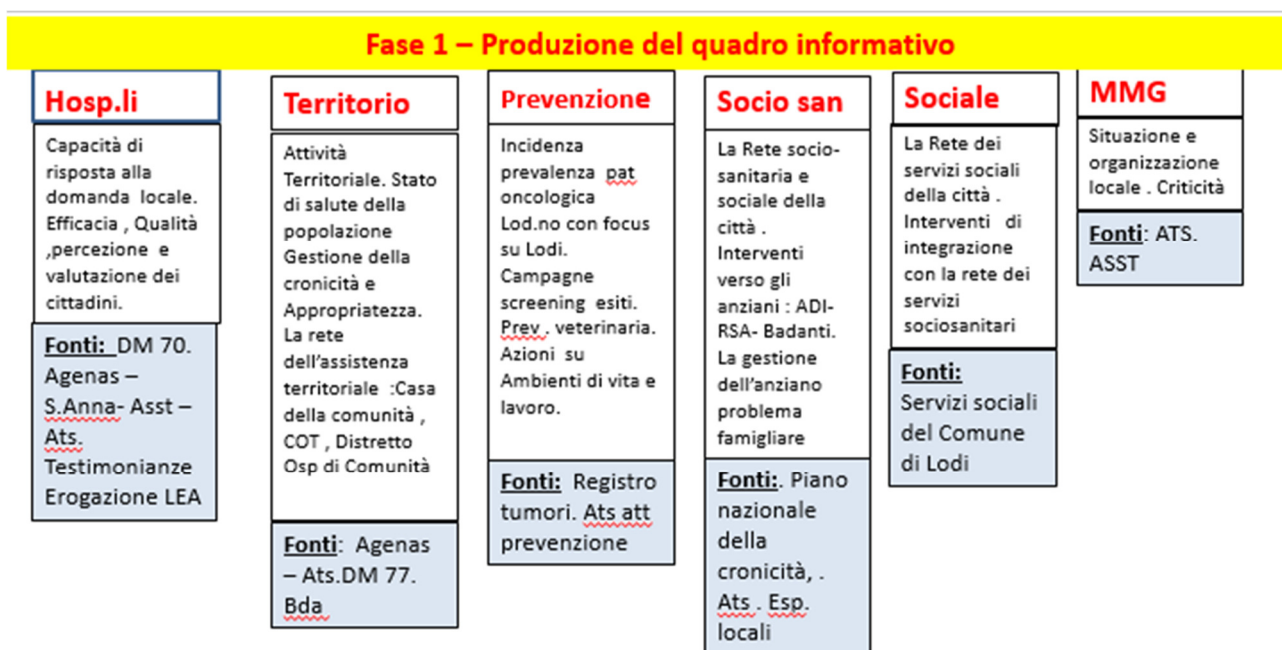 Fase 1 – Produzione del quadro informativo
Hosp.li
Capacità di
risposta alla
domanda locale.
Efficacia , Qualità
,percezione e
valutazione dei
cittadini.
Fonti: DM 70.
Agenas –
S.Anna- Asst –
Ats.
Testimonianze
Erogazione LEA
Territorio
Attività
Territoriale. Stato
di salute della
popolazione
Gestione della
cronicità e
Appropriatezza.
La rete
dell'assistenza
territoriale :Casa
della comunità ,
COT , Distretto
Osp di Comunità
Fonti: Agenas
– Ats.DM 77.
Bda
Prevenzione
Incidenza
prevalenza pat
oncologica
Lod.no con focus
su Lodi.
Campagne
screening esiti.
Prev . veterinaria.
Azioni su
Ambienti di vita e
lavoro.
Fonti: Registro
tumori. Ats att
prevenzione
Socio san
La Rete socio-
sanitaria e
sociale della
città .
Interventi
verso gli
anziani : ADI-
RSA- Badanti.
La gestione
dell'anziano
problema
famigliare
Fonti:. Piano
nazionale
della
cronicità, .
Ats . Esp.
locali
Sociale
La Rete dei
servizi sociali
della città .
Interventi di
integrazione
con la rete dei
servizi
sociosanitari
Fonti:
Servizi sociali
del Comune
di Lodi
MMG
Situazione e
organizzazione
locale . Criticità
Fonti: ATS.
ASST